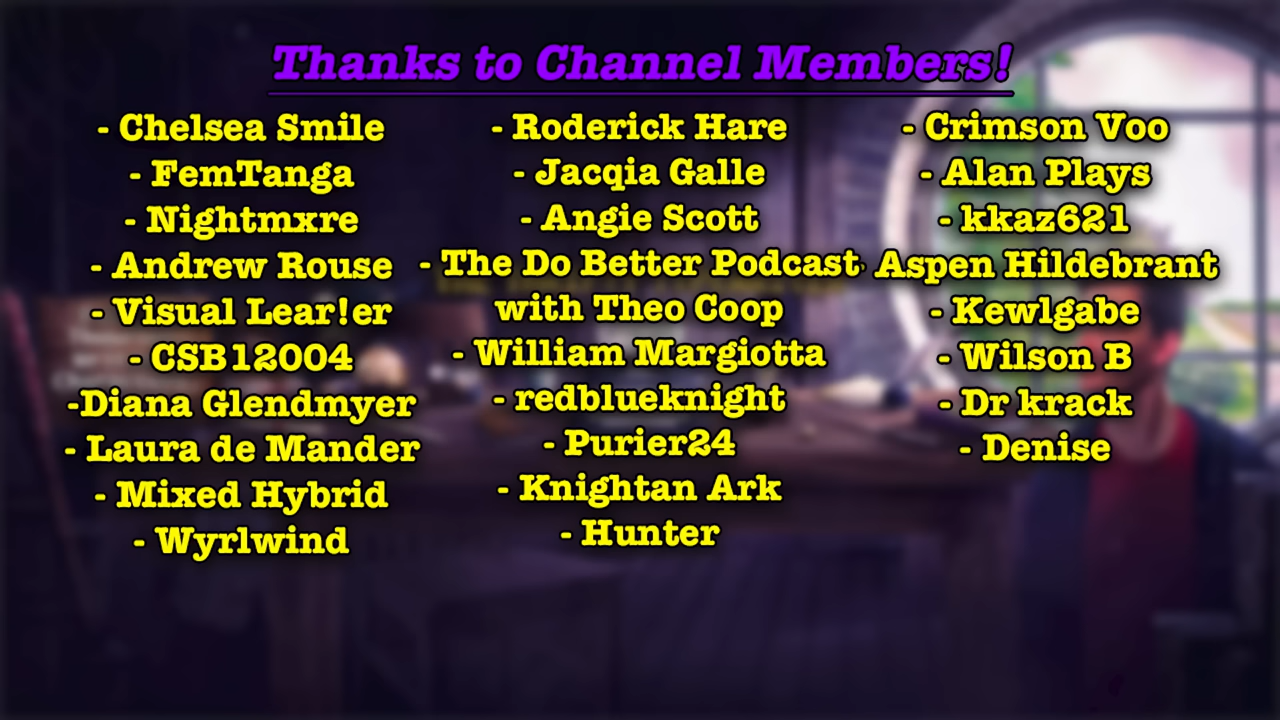 Thanks to Channel Members!
- Chelsea Smile
- FemTanga
- Nightmxre
- Andrew Rouse
- Visual Lear!er
- CSB12004
-Diana Glendmyer
- Laura de Mander
- Mixed Hybrid
- Wyrlwind
- Roderick Hare
- Jacqia Galle
- Angie Scott
- The Do Better Podcast
with Theo Coop
- William Margiotta
- redblueknight
- Purier24
- Knightan Ark
- Hunter
- Crimson Voo
- Alan Plays
- kkaz621
- Aspen Hildebrant
- Kewlgabe
- Wilson B
- Dr krack
- Denise